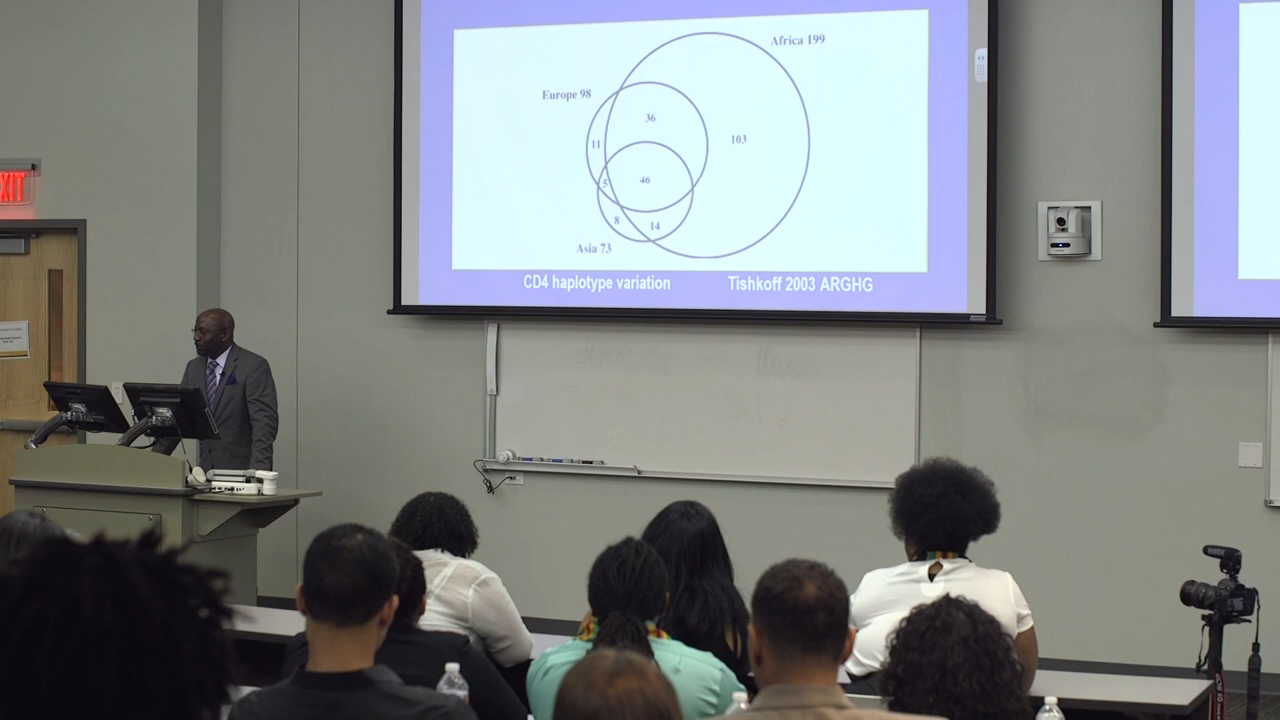 Africa 199
Europe 98
36
103
11
46
5
8
14
Asia 73
CD4 haplotype variation
Tishkoff 2003 ARGHG
EXIT